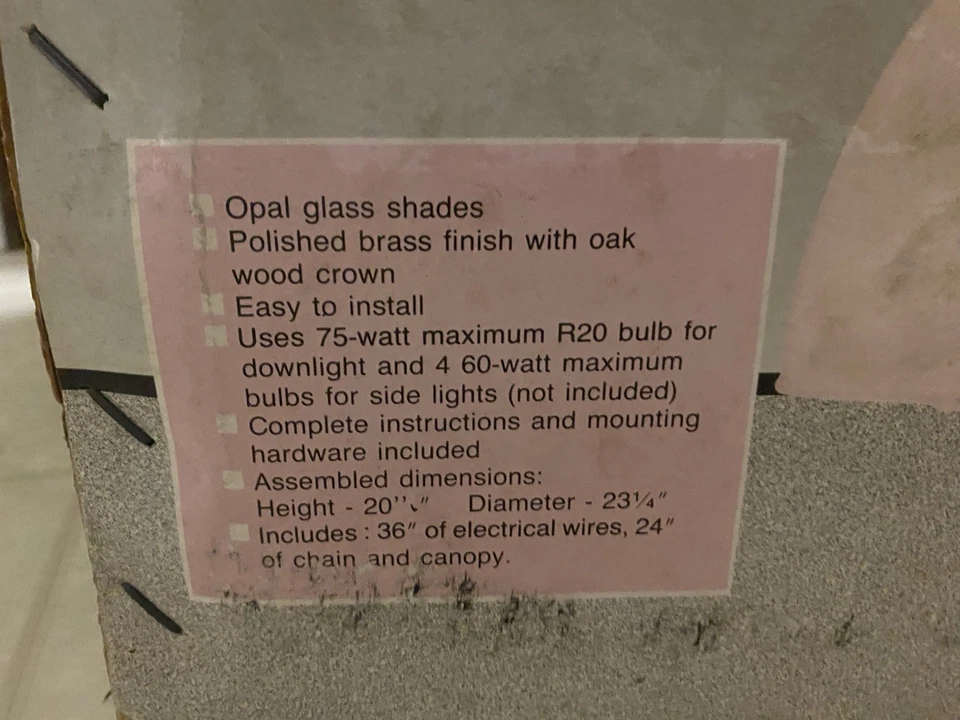 Opal glass shades
Polished brass finish with oak
wood crown
Easy to install
Uses 75-watt maximum R20 bulb for
downlight and 4 60-watt maximum
bulbs for side lights (not included)
Complete instructions and mounting
hardware included
Assembled dimensions:
Height - Diameter - 23¼″
Includes : 36″ of electrical wires, 24″
of chain and canopy.